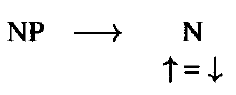 NP ⟶ N
↑=↓